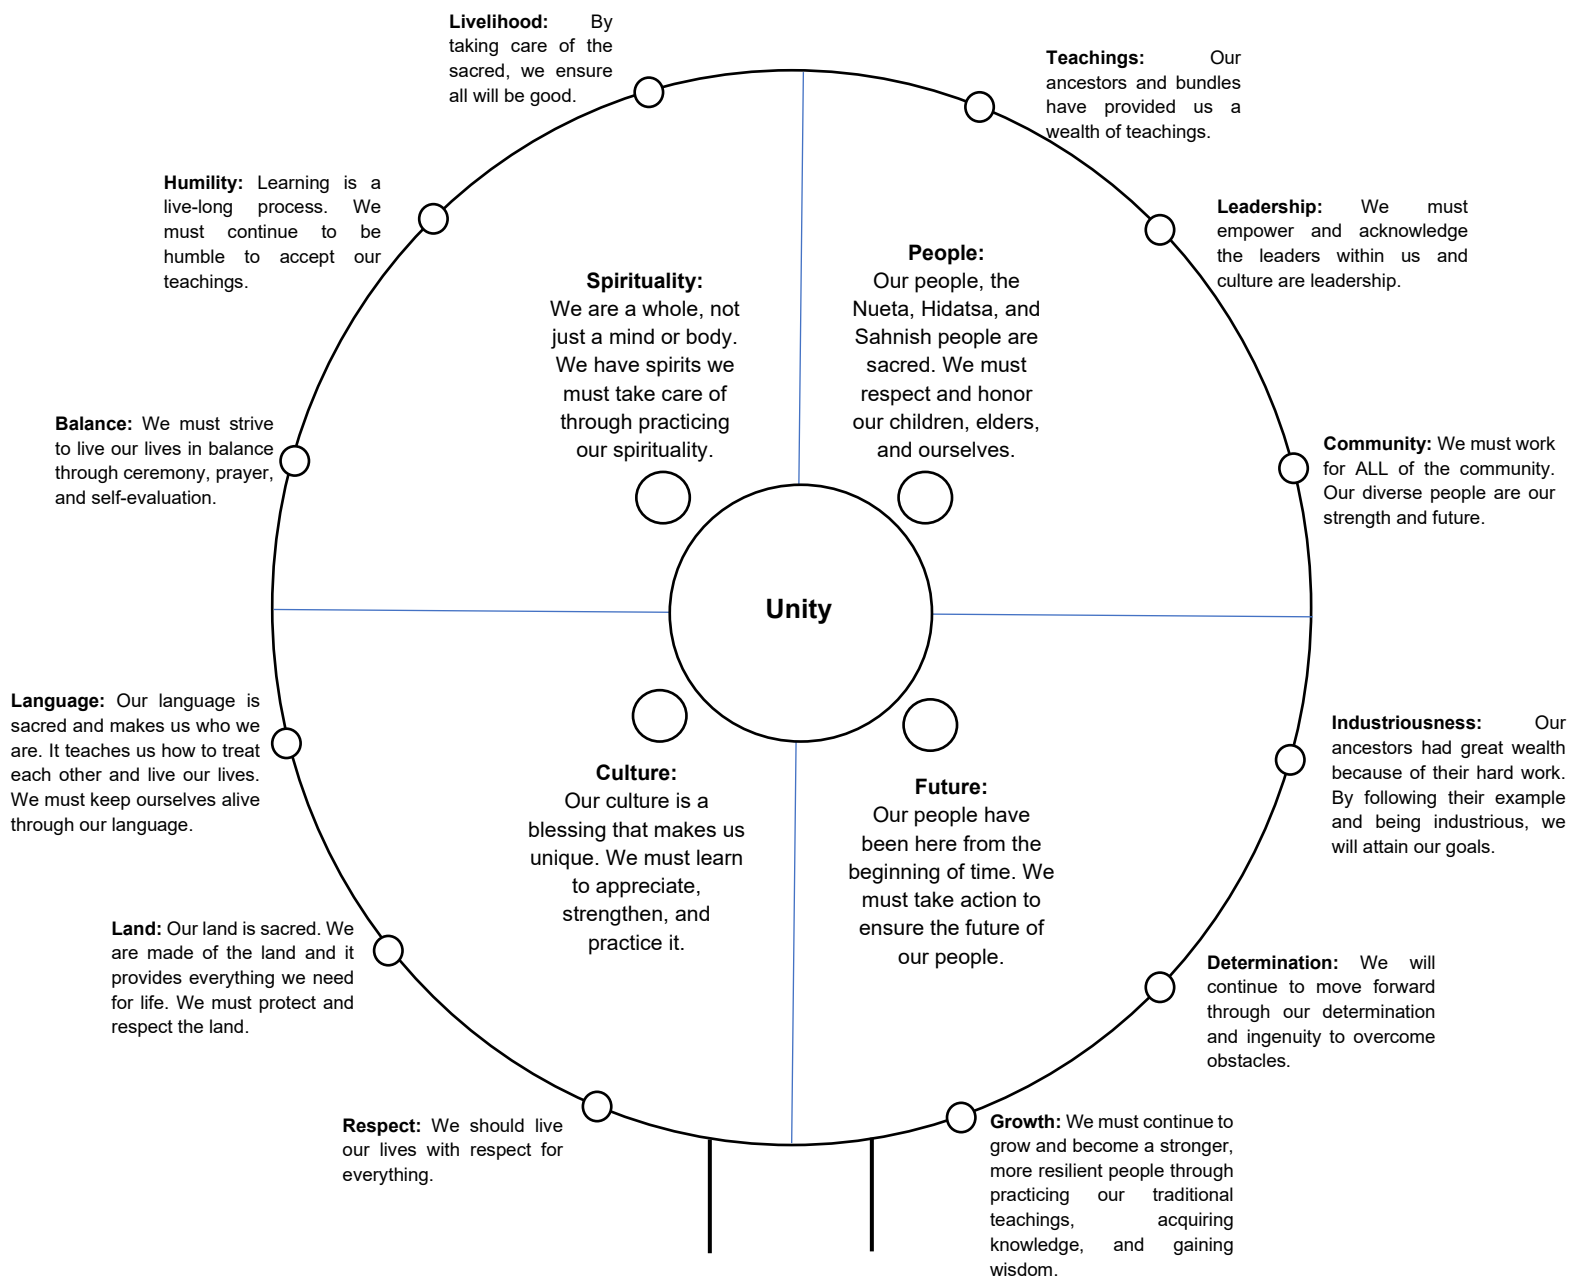 Livelihood: By
taking care of the
sacred, we ensure
all will be good.
Teachings: Our
ancestors and bundles
have provided us a
wealth of teachings.
Humility: Learning is a
live-long process. We
must continue to be
humble to accept our
teachings.
Leadership: We must
empower and acknowledge
the leaders within us and
culture are leadership.
Spirituality:
We are a whole, not
just a mind or body.
We have spirits we
must take care of
through practicing
our spirituality.
People:
Our people, the
Nueta, Hidatsa, and
Sahnish people are
sacred. We must
respect and honor
our children, elders,
and ourselves.
Balance: We must strive
to live our lives in balance
through ceremony, prayer,
and self-evaluation.
Community: We must work
for ALL of the community.
Our diverse people are our
strength and future.
Unity
Language: Our language is
sacred and makes us who we
are. It teaches us how to treat
each other and live our lives.
We must keep ourselves alive
through our language.
Industriousness: Our
ancestors had great wealth
because of their hard work.
By following their example
and being industrious, we
will attain our goals.
Culture:
Our culture is a
blessing that makes us
unique. We must learn
to appreciate,
strengthen, and
practice it.
Future:
Our people have
been here from the
beginning of time. We
must take action to
ensure the future of
our people.
Land: Our land is sacred. We
are made of the land and it
provides everything we need
for life. We must protect and
respect the land.
Determination: We will
continue to move forward
through our determination
and ingenuity to overcome
obstacles.
Respect: We should live
our lives with respect for
everything.
Growth: We must continue to
grow and become a stronger,
more resilient people through
practicing our traditional
teachings, acquiring
knowledge, and gaining
wisdom.